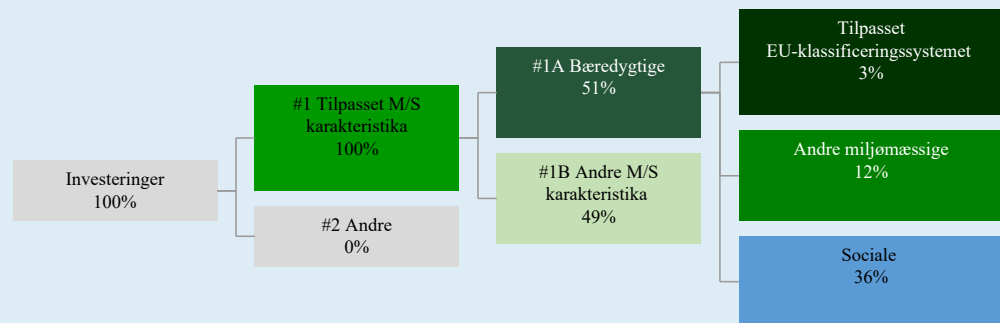 Investeringer
100%
#1 Tilpasset M/S
karakteristika
100%
#2 Andre
0%
#1A Bæredygtige
51%
#1B Andre M/S
karakteristika
49%
Tilpasset
EU-klassificeringssystemet
3%
Andre miljømæssige
12%
Sociale
36%